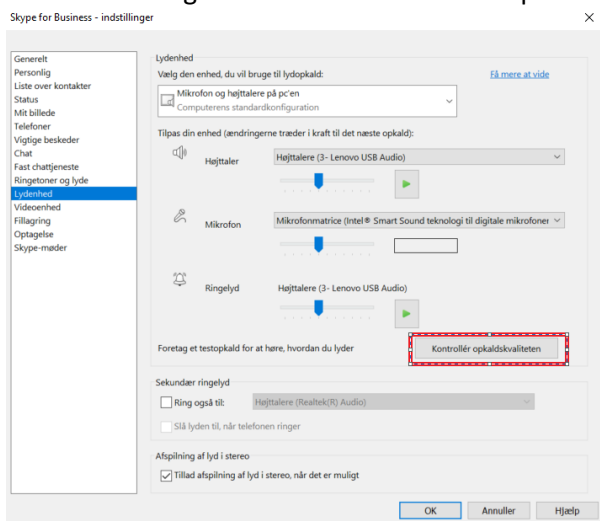 Skype for Business - indstillinger
Generelt
Personlig
Liste over kontakter
Status
Mit billede
Telefoner
Vigtige beskeder
Chat
Fast chattjeneste
Ringetoner og lyde
Lydenhed
Videoenhed
Fillagring
Optagelse
Skype-møder
Lydenhed
Vælg den enhed, du vil bruge til lydopkald:
Få mere at vide
Mikrofon og højttalere på pc'en
Computerens standardkonfiguration
Tilpas din enhed (ændringerne træder i kraft til det næste opkald):
Højttaler
Højttalere (3- Lenovo USB Audio)
Mikrofon
Mikrofonmatrice (Intel® Smart Sound teknologi til digitale mikrofoner
Ringelyd
Højttalere (3- Lenovo USB Audio)
Foretag et testopkald for at høre, hvordan du lyder
Kontrollér opkaldskvaliteten
Sekundær ringelyd
Ring også til:
Højttalere (Realtek(R) Audio)
Slå lyden til, når telefonen ringer
Afspilning af lyd i stereo
Tillad afspilning af lyd i stereo, når det er muligt
OK
Annuller
Hjælp